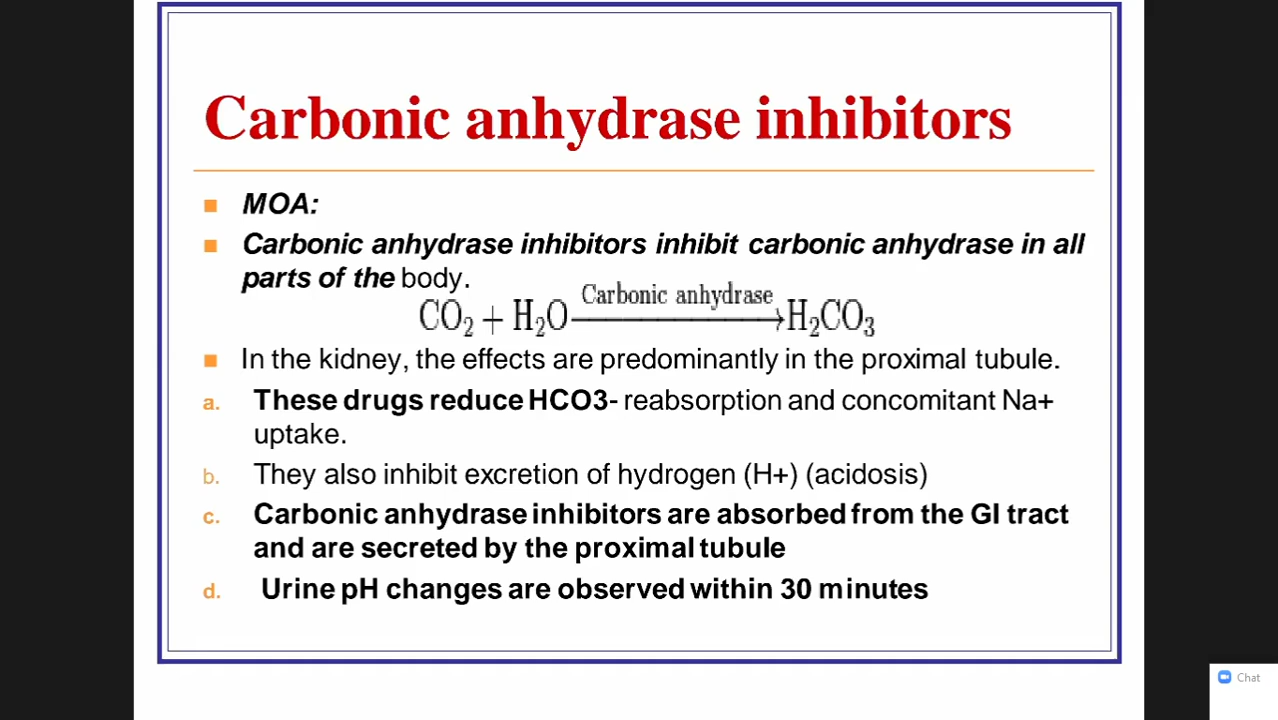 Carbonic anhydrase inhibitors
MOA:
Carbonic anhydrase inhibitors inhibit carbonic anhydrase in all
parts of the body.
CO₂ + H₂O Carbonic anhydrase → H₂CO₃
In the kidney, the effects are predominantly in the proximal tubule.
a. These drugs reduce HCO3- reabsorption and concomitant Na+
uptake.
b. They also inhibit excretion of hydrogen (H+) (acidosis)
c. Carbonic anhydrase inhibitors are absorbed from the GI tract
and are secreted by the proximal tubule
d. Urine pH changes are observed within 30 minutes
Chat